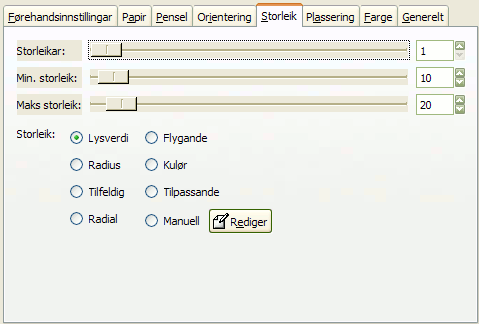 Førehandsinnstillingar Papir Pensel Orientering Storleik Plassering Farge Generelt
Storleikar: 1
Min. storleik: 10
Maks storleik: 20
Storleik: Lysverdi Flygande
Radius Kulør
Tilfeldig Tilpassande
Radial Manuell Rediger